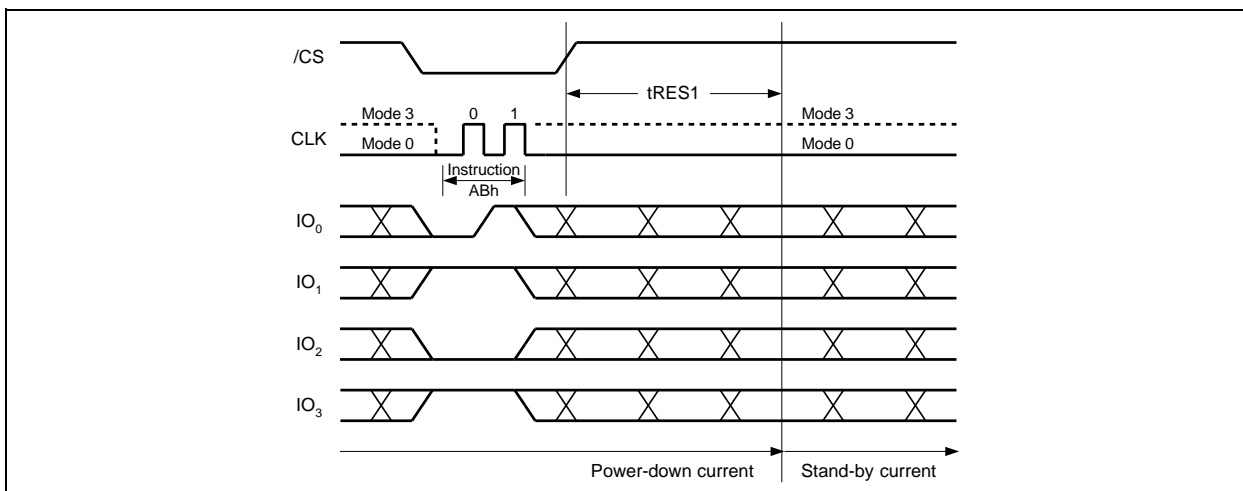 /CS
tRES1
Mode 3 0 1 Mode 3
CLK
Mode 0 Mode 0
Instruction
ABh
IO0
IO1
IO2
IO3
Power-down current Stand-by current